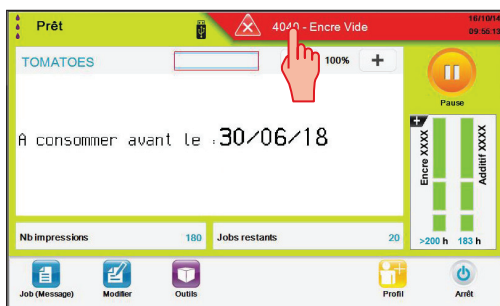 Prêt
4040 - Encre Vide
16/10/14
09:55:13
TOMATOES
100%
+
Pause
A consommer avant le : 30/06/18
+
Encre XXXX
Additif XXXX
>200 h
183 h
Nb impressions
180
Jobs restants
20
Job (Message)
Modifier
Outils
Profil
Arrêt